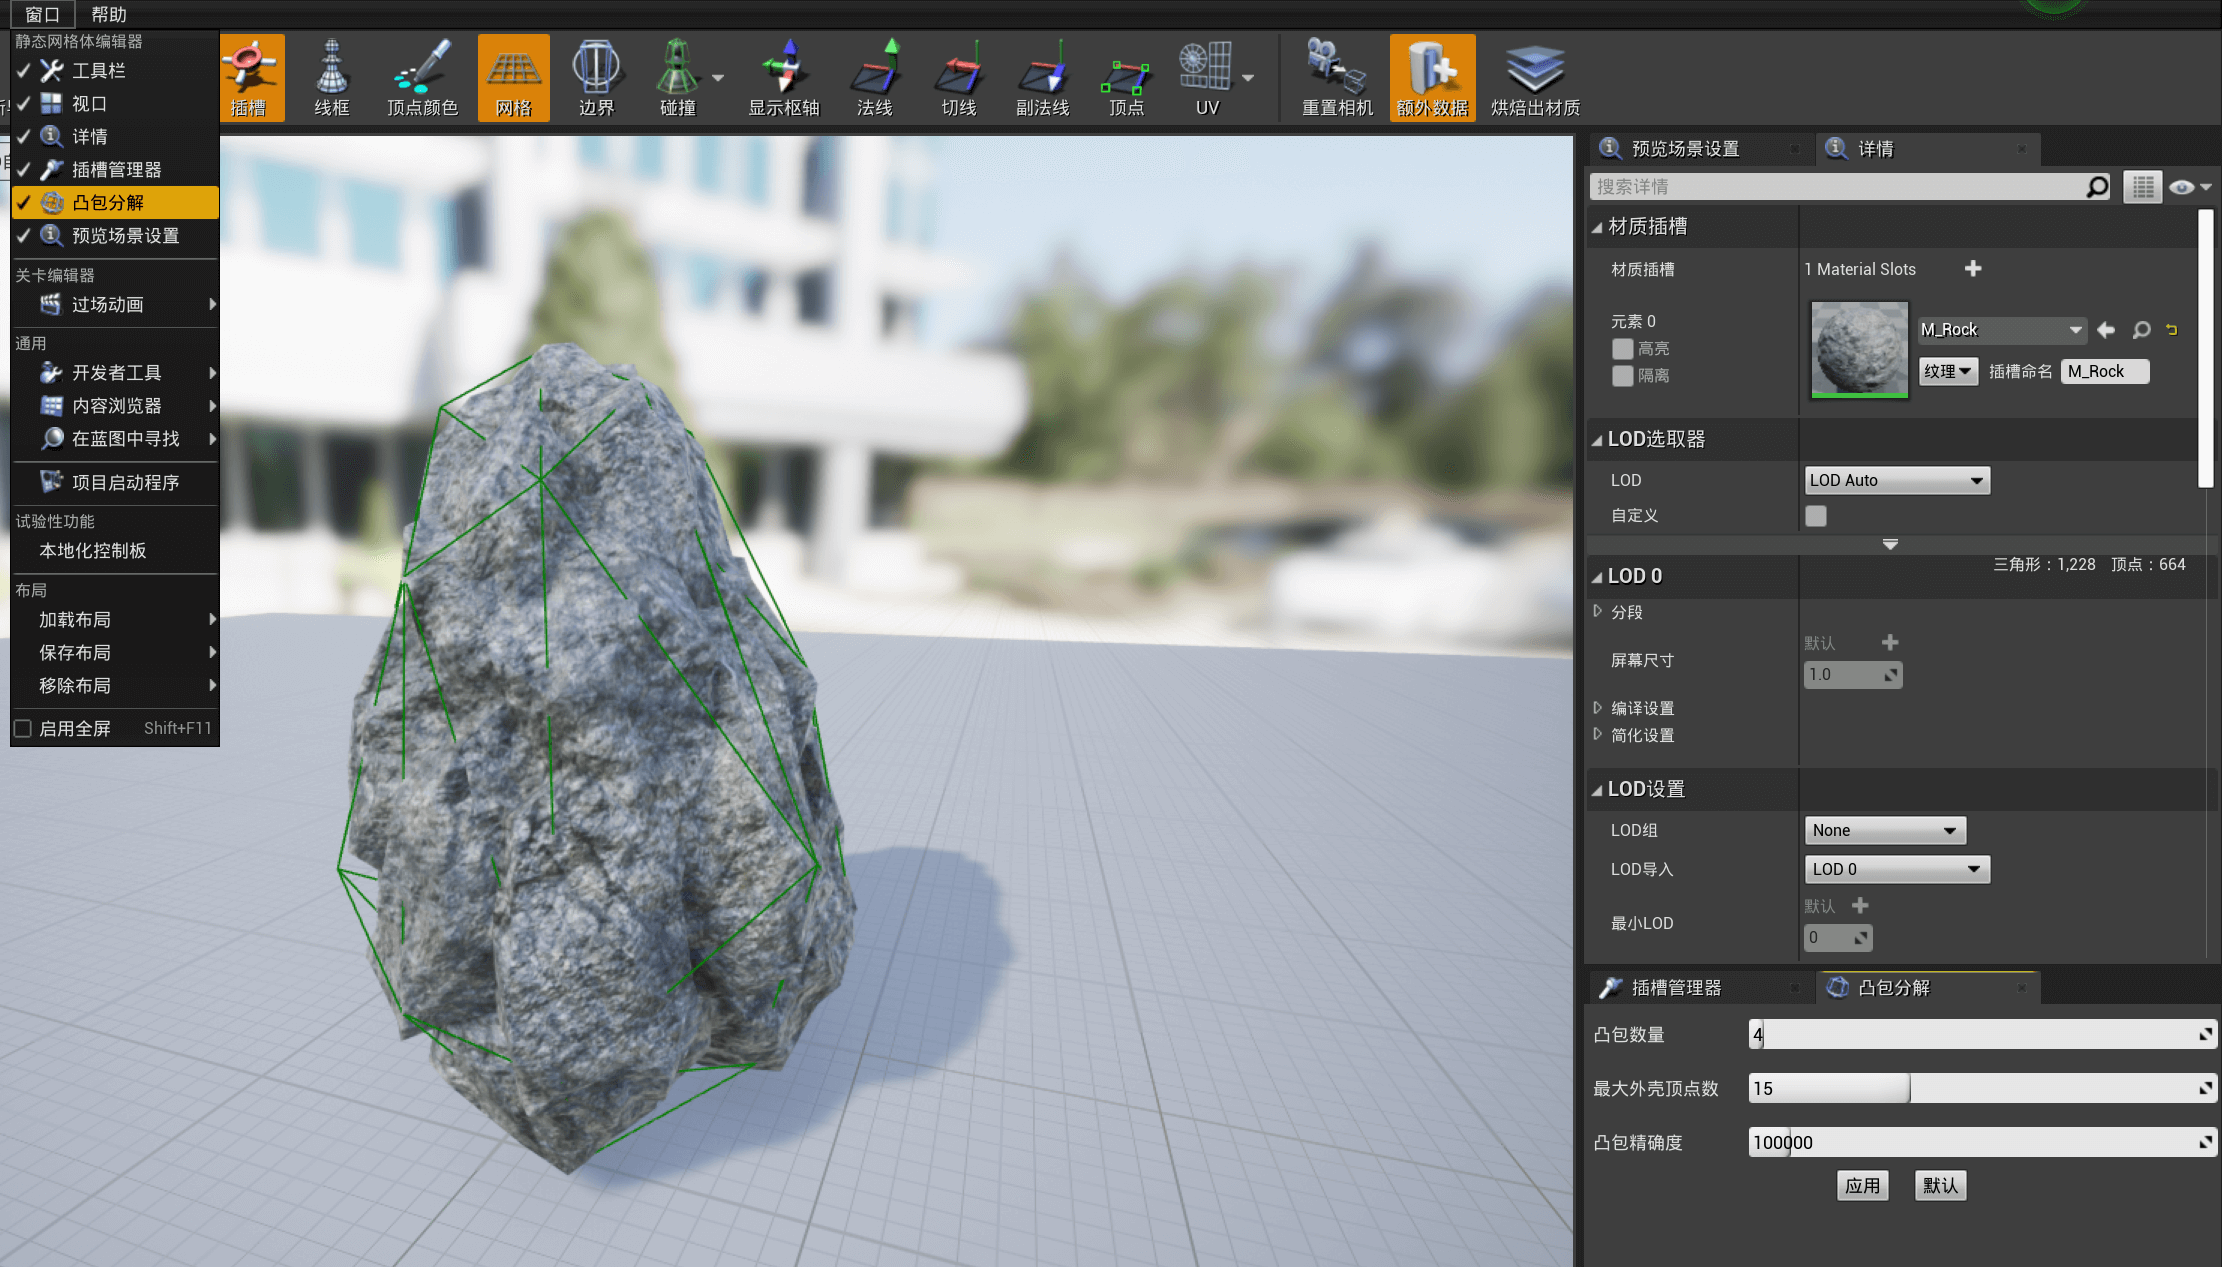 窗口 帮助
静态网格体编辑器
工具栏
视口
详情
插槽管理器
凸包分解
预览场景设置
关卡编辑器
过场动画
通用
开发者工具
内容浏览器
在蓝图中寻找
项目启动程序
试验性功能
本地化控制板
布局
加载布局
保存布局
移除布局
启用全屏 Shift+F11
插槽 线框 顶点颜色 网格 边界 碰撞 显示枢轴 法线 切线 副法线 顶点 UV 重置相机 额外数据 烘焙出材质
预览场景设置 详情
搜索详情
材质插槽
材质插槽 1 Material Slots
元素 0
高亮
隔离
M_Rock
纹理 插槽命名 M_Rock
LOD选取器
LOD LOD Auto
自定义
LOD 0 三角形：1,228 顶点：664
分段
屏幕尺寸 默认
1.0
编译设置
简化设置
LOD设置
LOD组 None
LOD导入 LOD 0
最小LOD 默认
0
插槽管理器 凸包分解
凸包数量 4
最大外壳顶点数 15
凸包精确度 100000
应用 默认